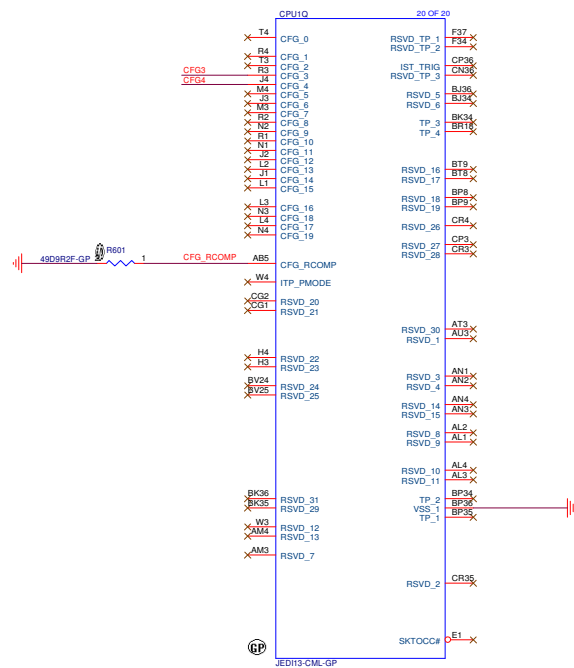 CPU1Q 20 OF 20
T4 CFG_0
R4 CFG_1
T3 CFG_2
CFG3 R3 CFG_3
CFG4 J4 CFG_4
M4 CFG_5
J3 CFG_6
M3 CFG_7
R2 CFG_8
N2 CFG_9
R1 CFG_10
N1 CFG_11
J2 CFG_12
L2 CFG_13
J1 CFG_14
L1 CFG_15
L3 CFG_16
N3 CFG_18
L4 CFG_17
N4 CFG_19
R601
49D9R2F-GP 2 1 CFG_RCOMP AB5 CFG_RCOMP
W4 ITP_PMODE
CG2 RSVD_20
CG1 RSVD_21
H4 RSVD_22
H3 RSVD_23
BV24 RSVD_24
BV25 RSVD_25
BK36 RSVD_31
BK35 RSVD_29
W3 RSVD_12
AM4 RSVD_13
AM3 RSVD_7
RSVD_TP_1 F37
RSVD_TP_2 F34
IST_TRIG CP36
RSVD_TP_3 CN36
RSVD_5 BJ36
RSVD_6 BJ34
TP_3 BK34
TP_4 BR18
RSVD_16 BT9
RSVD_17 BT8
RSVD_18 BP8
RSVD_19 BP9
RSVD_26 CR4
RSVD_27 CP3
RSVD_28 CR3
RSVD_30 AT3
RSVD_1 AU3
RSVD_3 AN1
RSVD_4 AN2
RSVD_14 AN4
RSVD_15 AN3
RSVD_8 AL2
RSVD_9 AL1
RSVD_10 AL4
RSVD_11 AL3
TP_2 BP34
VSS_1 BP36
TP_1 BP35
RSVD_2 CR35
SKTOCC# E1
GP
JEDI13-CML-GP